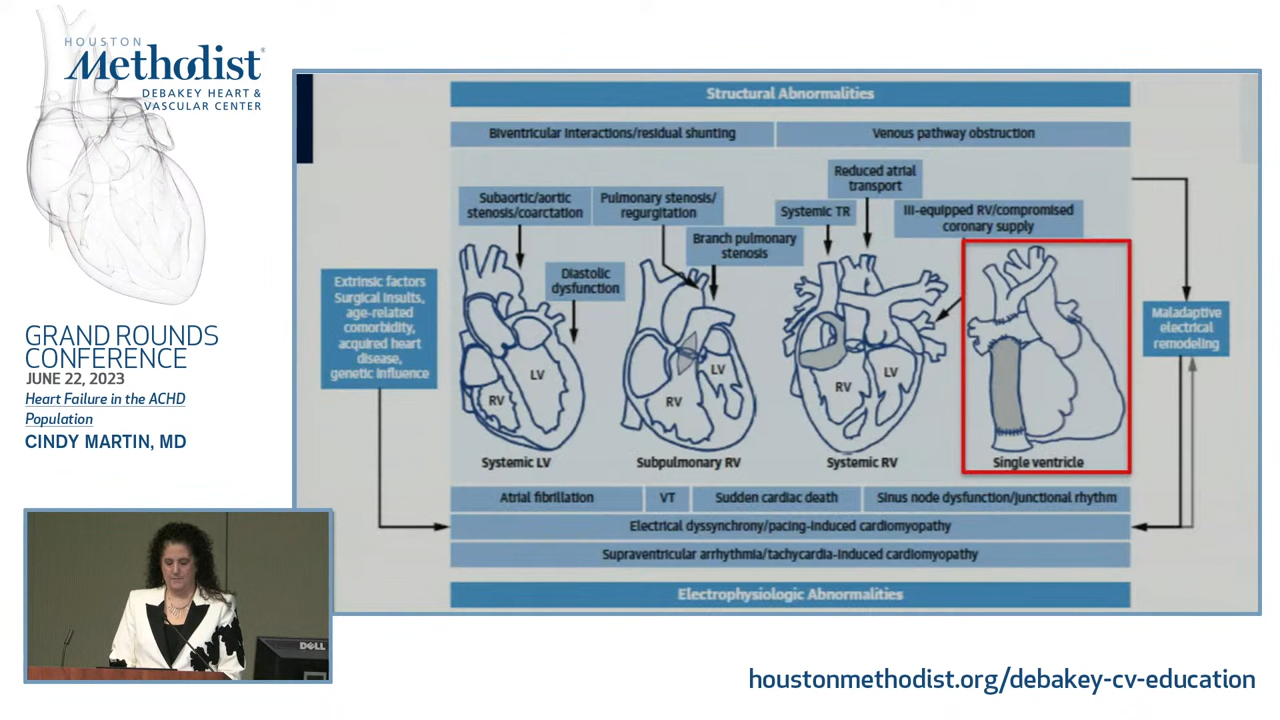 HOUSTON
Methodist
DEBAKEY HEART &
VASCULAR CENTER
GRAND ROUNDS
CONFERENCE
JUNE 22, 2023
Heart Failure in the ACHD
Population
CINDY MARTIN, MD
Structural Abnormalities
Biventricular interactions/residual shunting
Venous pathway obstruction
Reduced atrial
transport
Subaortic/aortic
stenosis/coarctation
Pulmonary stenosis/
regurgitation
Systemic TR
III-equipped RV/compromised
coronary supply
Branch pulmonary
stenosis
Diastolic
dysfunction
Extrinsic factors
Surgical insults,
age-related
comorbidity,
acquired heart
disease,
genetic influence
Maladaptive
electrical
remodeling
LV
RV
LV
RV
RV
LV
Systemic LV
Subpulmonary RV
Systemic RV
Single ventricle
Atrial fibrillation
VT
Sudden cardiac death
Sinus node dysfunction/junctional rhythm
Electrical dyssynchrony/pacing-induced cardiomyopathy
Supraventricular arrhythmia/tachycardia-induced cardiomyopathy
Electrophysiologic Abnormalities
DELL
houstonmethodist.org/debakey-cv-education